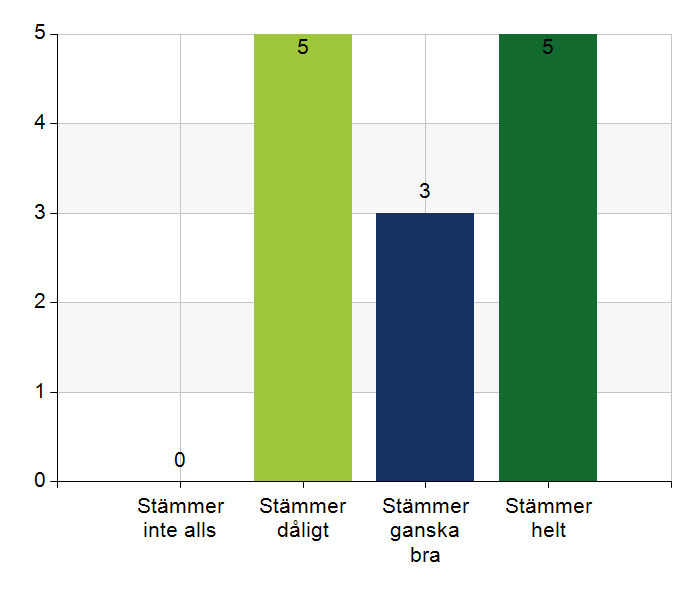 5
4
3
2
1
0
0
5
3
5
Stämmer
inte alls
Stämmer
dåligt
Stämmer
ganska
bra
Stämmer
helt